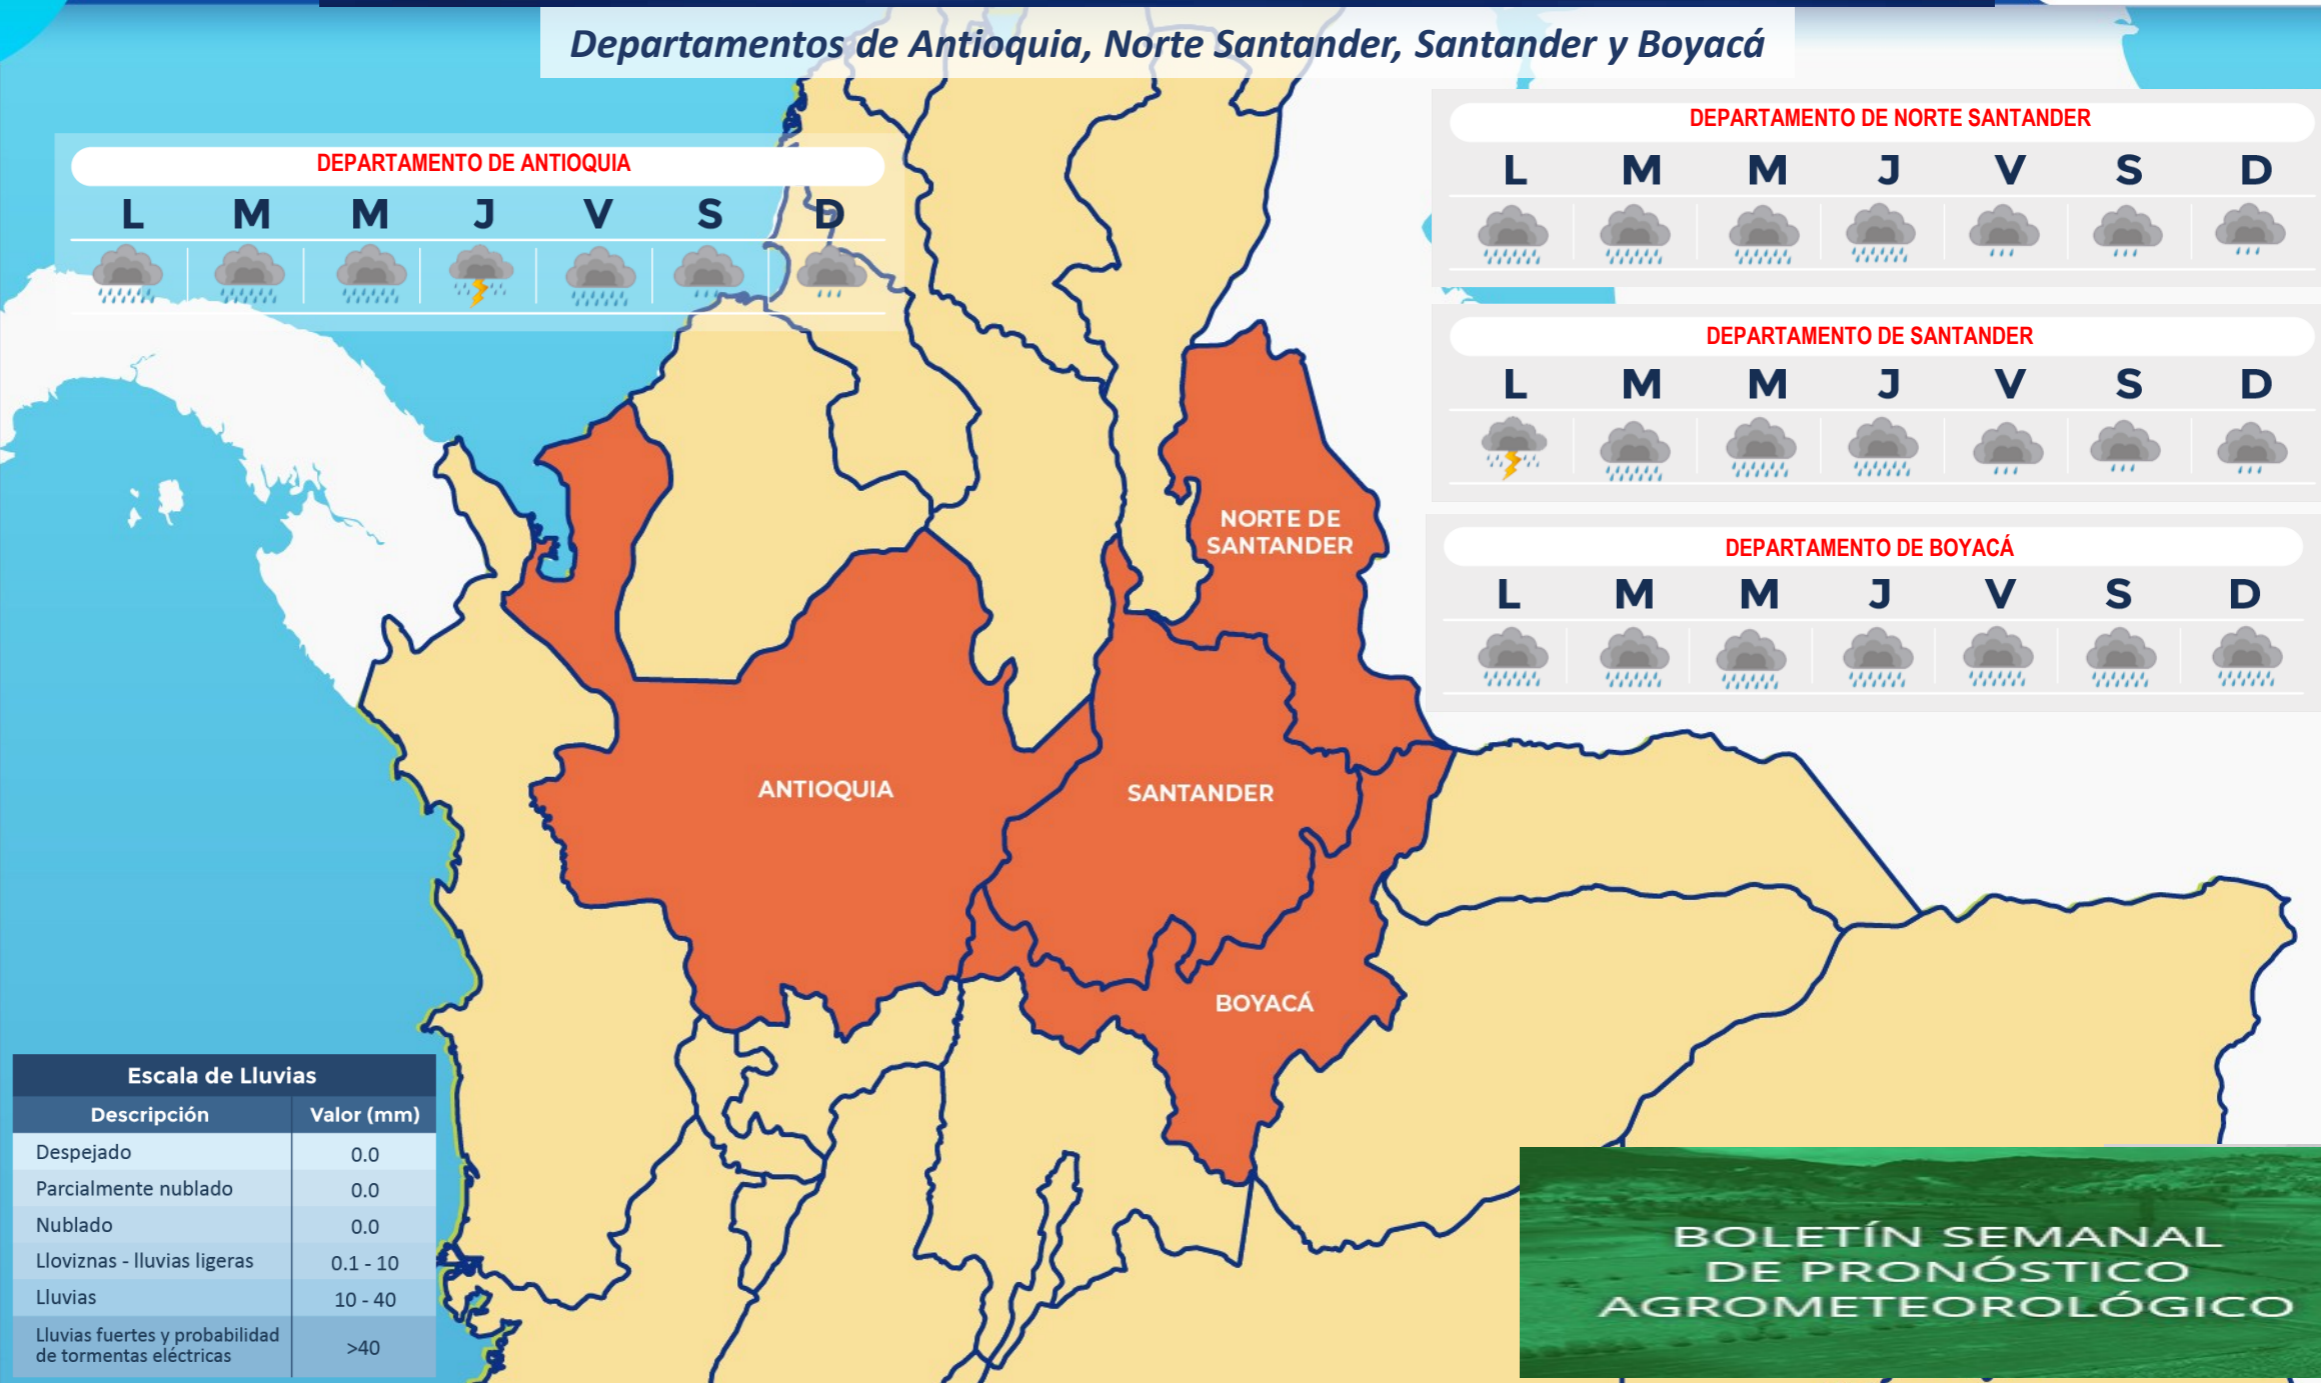 Departamentos de Antioquia, Norte Santander, Santander y Boyacá
DEPARTAMENTO DE ANTIOQUIA
L M M J V S D
DEPARTAMENTO DE NORTE SANTANDER
L M M J V S D
DEPARTAMENTO DE SANTANDER
L M M J V S D
DEPARTAMENTO DE BOYACÁ
L M M J V S D
NORTE DE
SANTANDER
ANTIOQUIA
SANTANDER
BOYACÁ
Escala de Lluvias
Descripción Valor (mm)
Despejado 0.0
Parcialmente nublado 0.0
Nublado 0.0
Lloviznas - lluvias ligeras 0.1 - 10
Lluvias 10 - 40
Lluvias fuertes y probabilidad
de tormentas eléctricas >40
BOLETÍN SEMANAL
DE PRONÓSTICO
AGROMETEOROLÓGICO